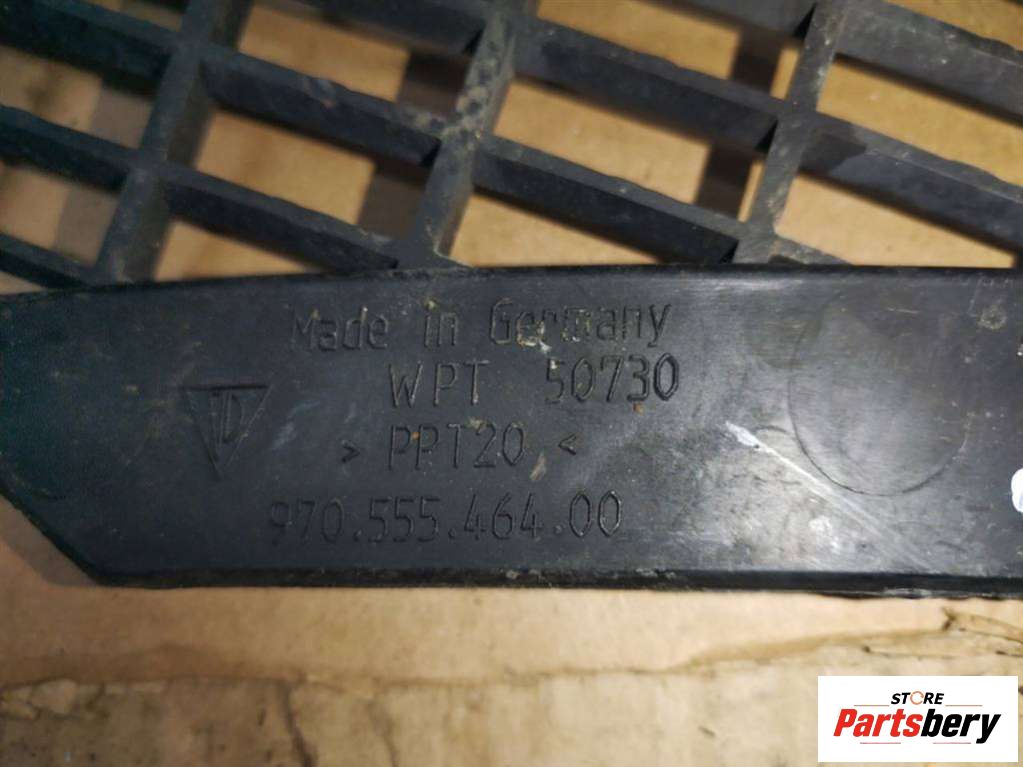 Made in Germany
WPT 50730
> PPT20 <
970.555.464.00
STORE
Partsbery